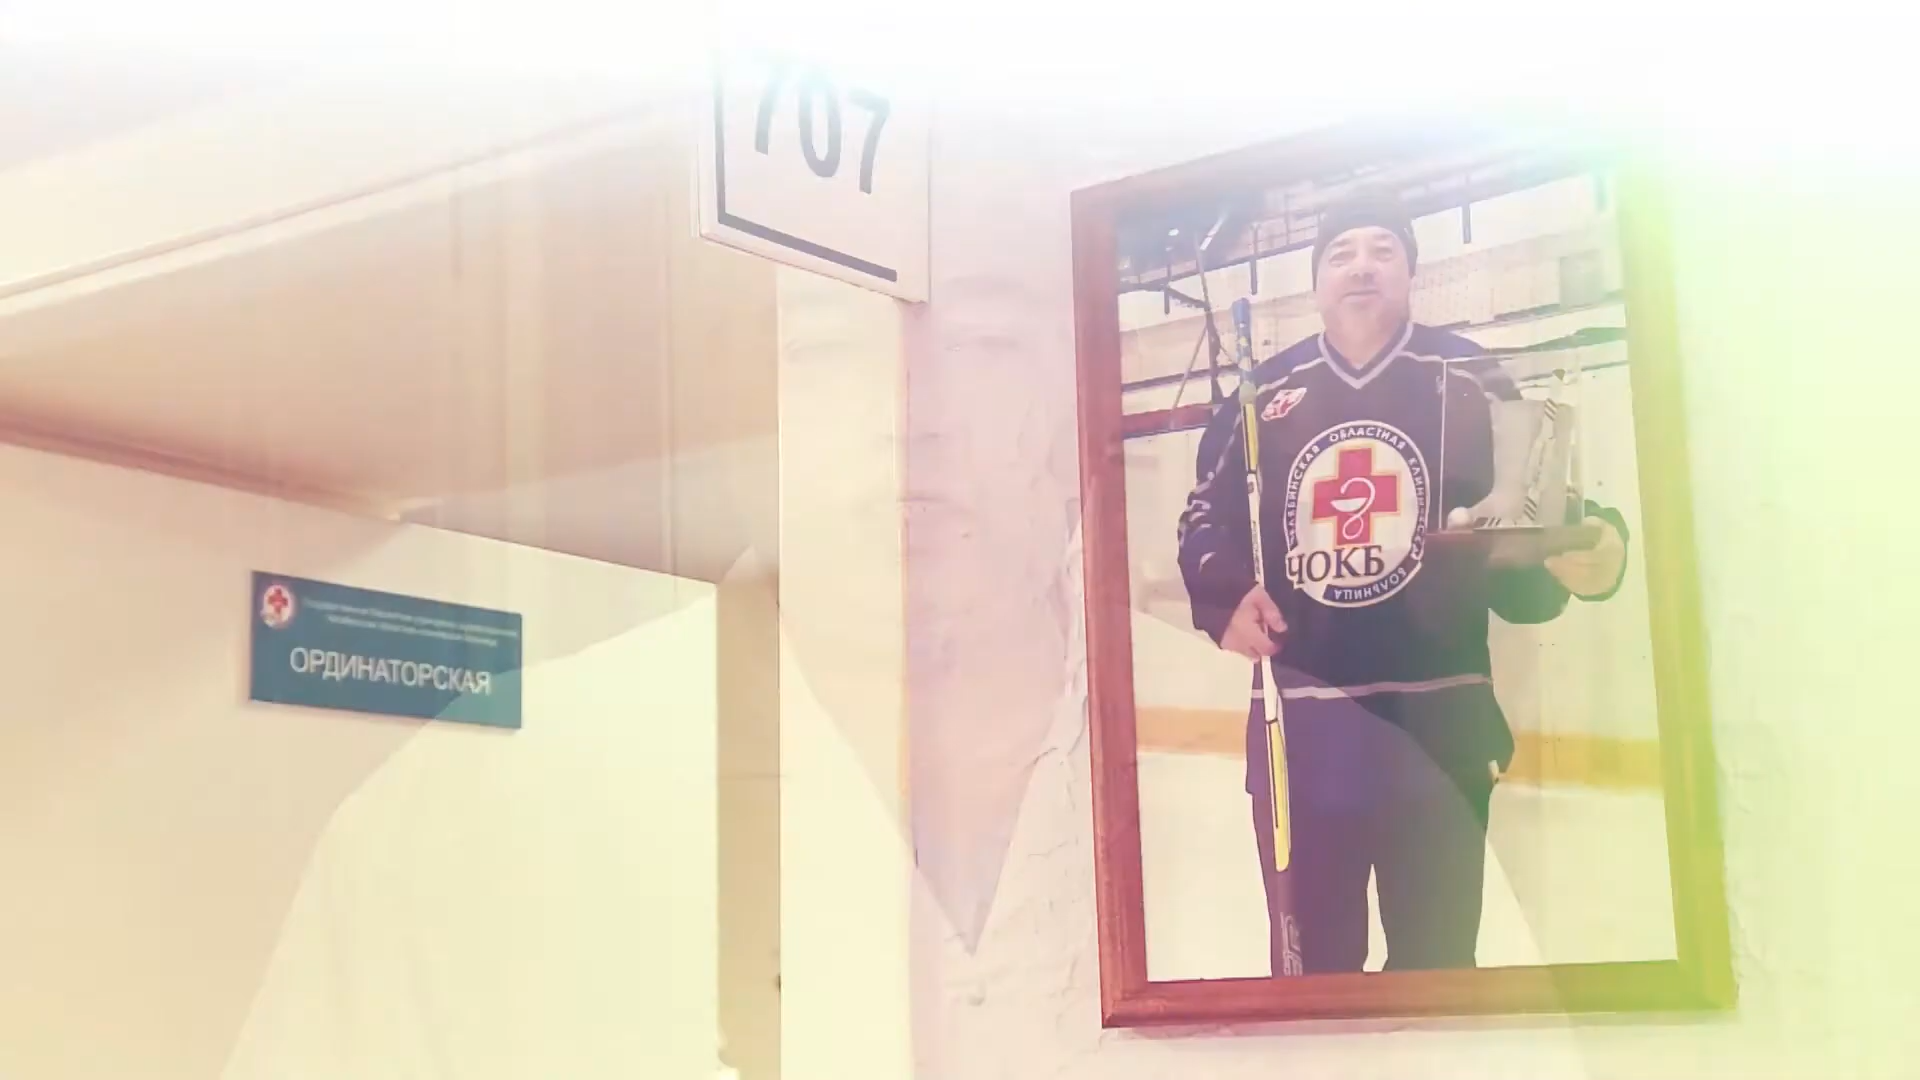 707
ОРДИНАТОРСКАЯ
ЧЕЛЯБИНСКАЯ ОБЛАСТНАЯ КЛИНИЧЕСКАЯ БОЛЬНИЦА
ЧОКБ